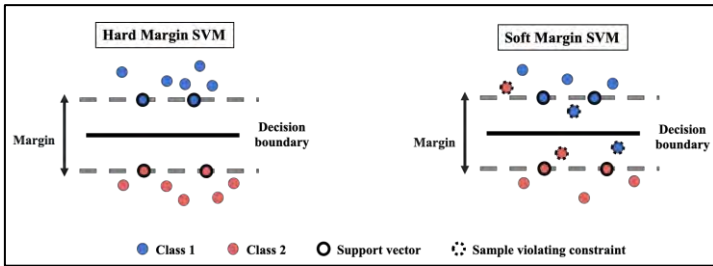 Hard Margin SVM
Soft Margin SVM
Margin
Decision
boundary
Margin
Decision
boundary
Class 1
Class 2
Support vector
Sample violating constraint